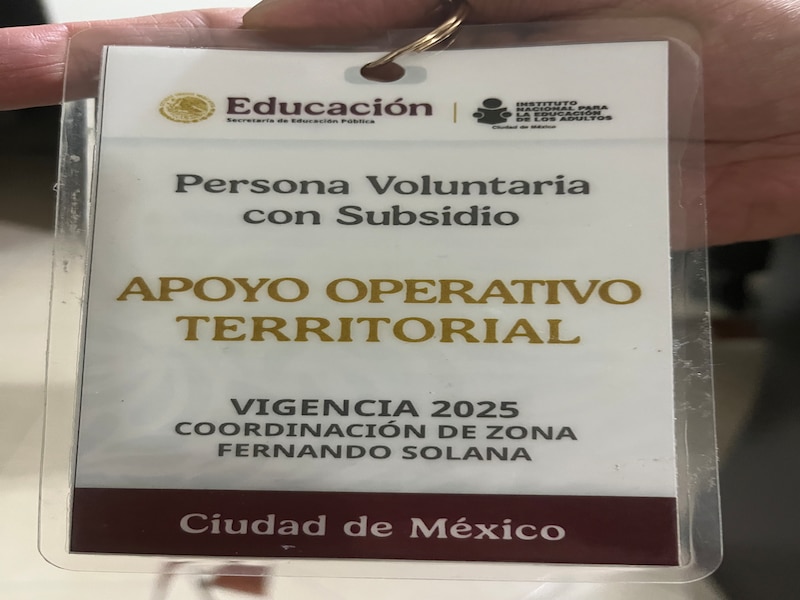 Educación
Secretaría de Educación Pública
INSTITUTO
NACIONAL PARA
LA EDUCACIÓN
DE LOS ADULTOS
Ciudad de México
Persona Voluntaria
con Subsidio
APOYO OPERATIVO
TERRITORIAL
VIGENCIA 2025
COORDINACIÓN DE ZONA
FERNANDO SOLANA
Ciudad de México